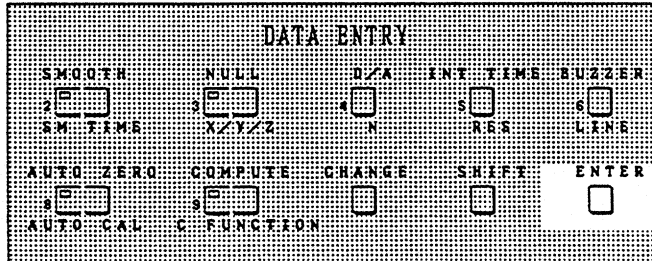 DATA ENTRY
SMOOTH NULL D/A INT TIME BUZZER
2 3 4 5 6
SM TIME X/Y/Z N RES LINE
AUTO ZERO COMPUTE CHANGE SHIFT ENTER
8 9
AUTO CAL C FUNCTION